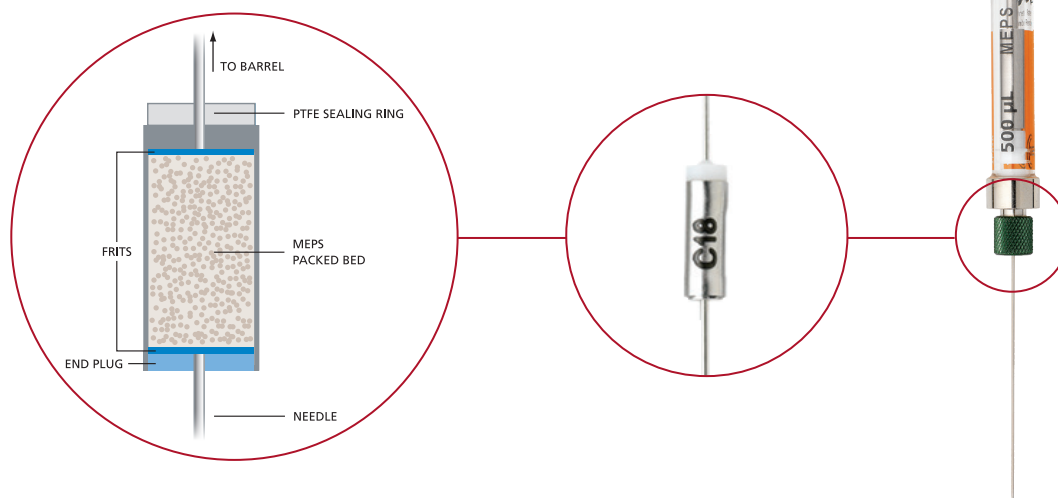 TO BARREL
PTFE SEALING RING
FRITS
MEPS
PACKED BED
END PLUG
NEEDLE
C18
500 µL MEPS